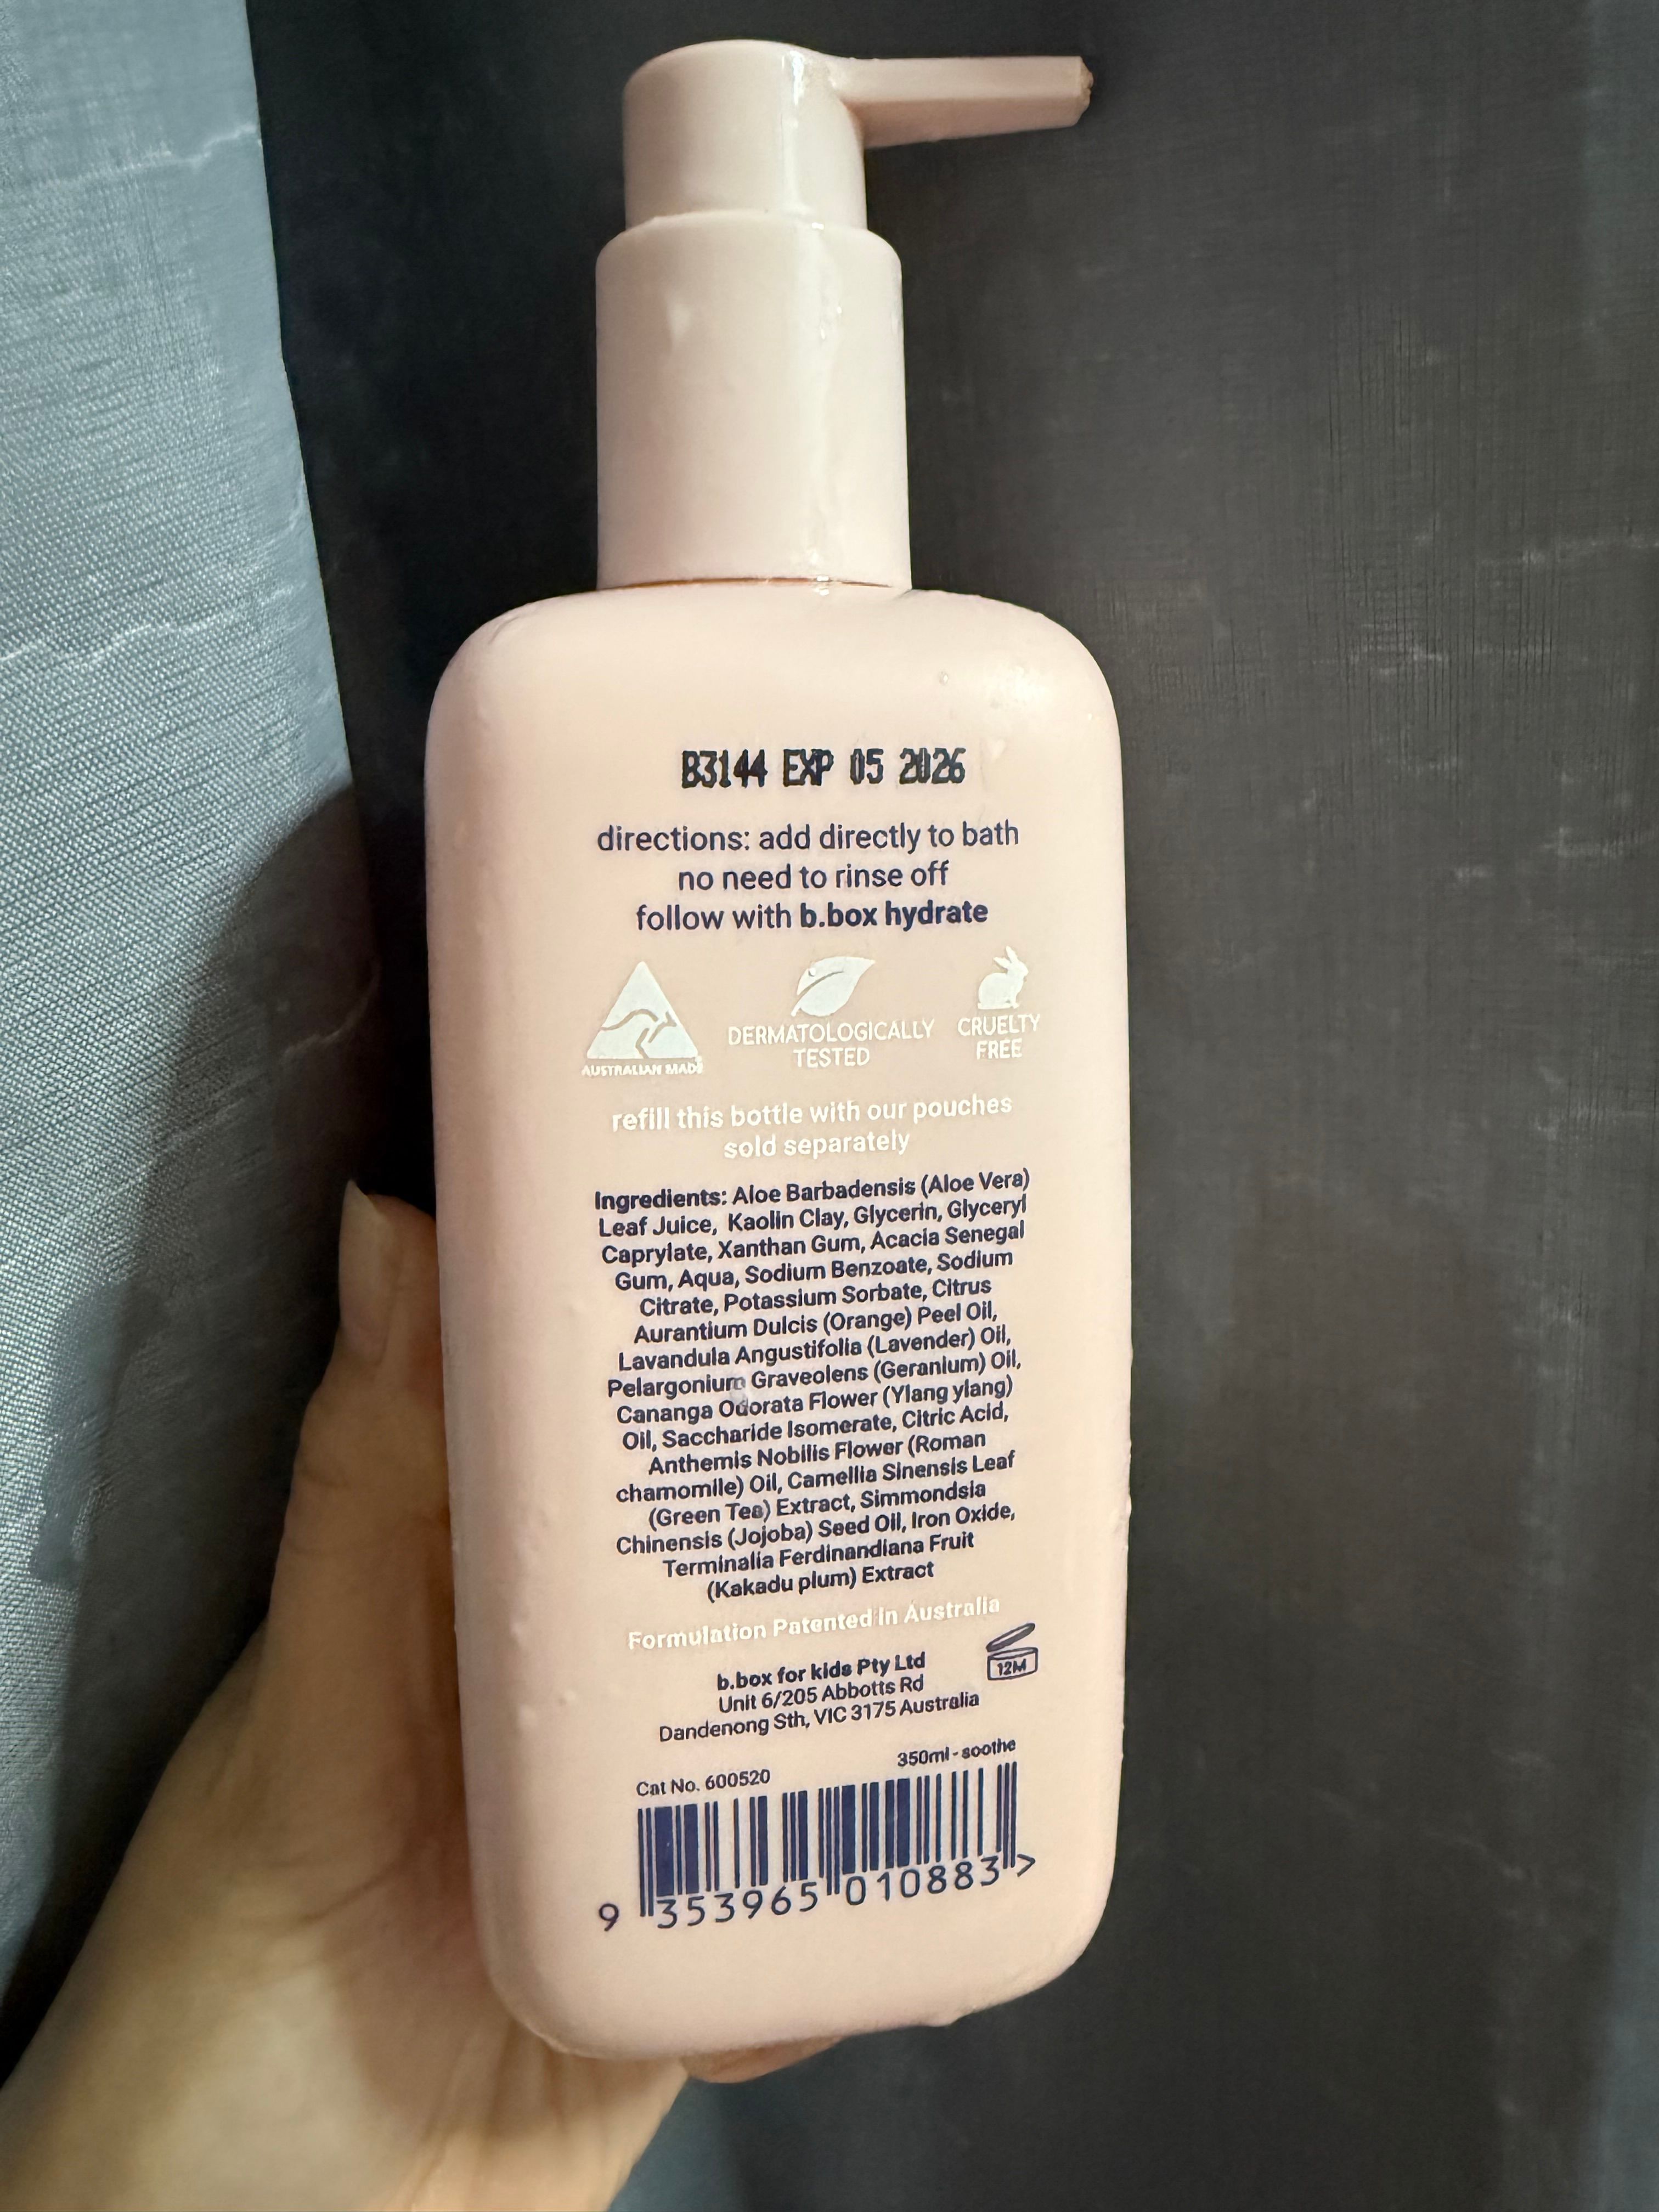 B3144 EXP 05 2026
directions: add directly to bath
no need to rinse off
follow with b.box hydrate
AUSTRALIAN MADE
DERMATOLOGICALLY
TESTED
CRUELTY
FREE
refill this bottle with our pouches
sold separately
Ingredients: Aloe Barbadensis (Aloe Vera)
Leaf Juice, Kaolin Clay, Glycerin, Glyceryl
Caprylate, Xanthan Gum, Acacia Senegal
Gum, Aqua, Sodium Benzoate, Sodium
Citrate, Potassium Sorbate, Citrus
Aurantium Dulcis (Orange) Peel Oil,
Lavandula Angustifolia (Lavender) Oil,
Pelargonium Graveolens (Geranium) Oil,
Cananga Odorata Flower (Ylang ylang)
Oil, Saccharide Isomerate, Citric Acid,
Anthemis Nobilis Flower (Roman
chamomile) Oil, Camellia Sinensis Leaf
(Green Tea) Extract, Simmondsia
Chinensis (Jojoba) Seed Oil, Iron Oxide,
Terminalia Ferdinandiana Fruit
(Kakadu plum) Extract
Formulation Patented in Australia
b.box for kids Pty Ltd
Unit 6/205 Abbotts Rd
Dandenong Sth, VIC 3175 Australia
12M
Cat No. 600520
350ml - soothe
9 353965 010883 >